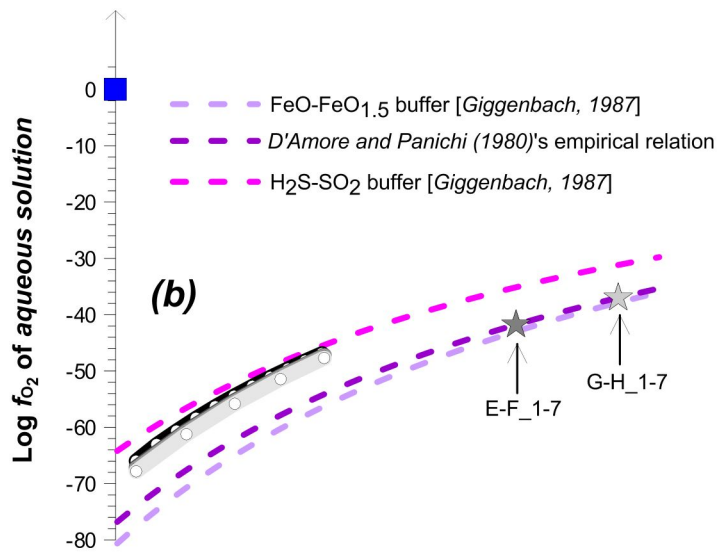 0
FeO-FeO1.5 buffer [Giggenbach, 1987]
-10
D'Amore and Panichi (1980)'s empirical relation
H2S-SO2 buffer [Giggenbach, 1987]
-20
-30
(b)
-40
-50
G-H_1-7
E-F_1-7
-60
-70
-80
Log fO2 of aqueous solution